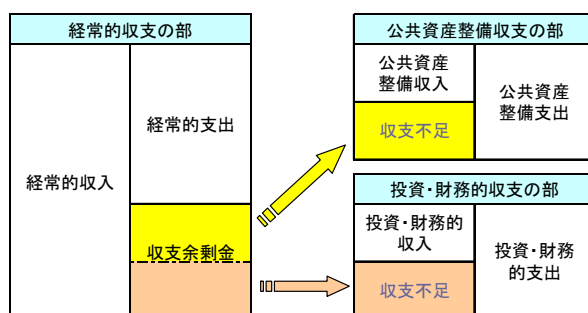 経常的収支の部
経常的収入
経常的支出
収支余剰金
公共資産整備収支の部
公共資産
整備収入
収支不足
公共資産
整備支出
投資・財務的収支の部
投資・財務的
収入
収支不足
投資・財務
的支出